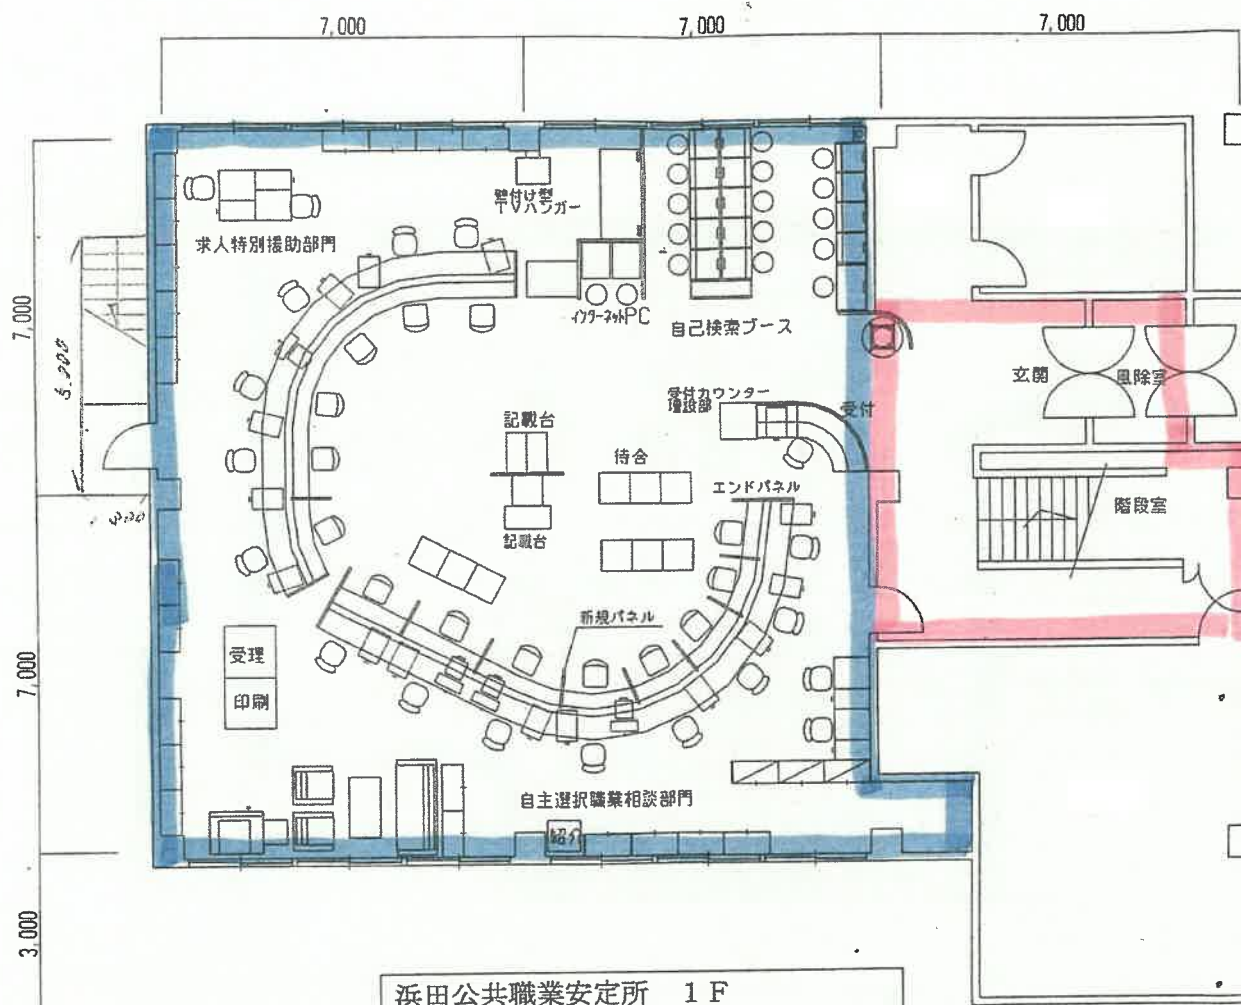 7,000
7,000
7,000
壁付け型
TVハンガー
求人特別援助部門
インターネットPC
自己検索ブース
7,000
玄関
風除室
受付カウンター
増設部
受付
記載台
待合
エンドパネル
階段室
記載台
新規パネル
受理
7,000
印刷
自主選択職業相談部門
紹介
3,000
浜田公共職業安定所 1F